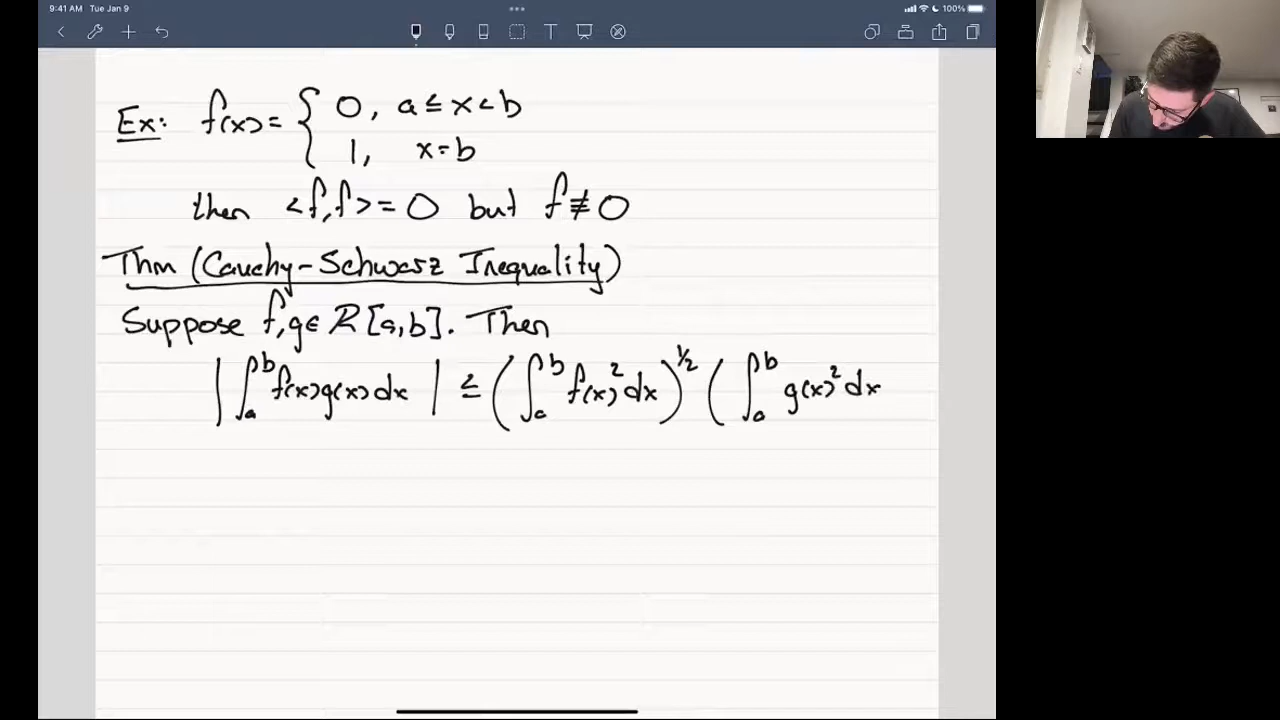 9:41 AM Tue Jan 9
100%
Ex: f(x) = { 0, a ≤ x < b
1, x = b
then <f,f> = 0 but f ≢ 0
Thm (Cauchy-Schwarz Inequality)
Suppose f,g ∈ R[a,b]. Then
| ∫_a^b f(x)g(x)dx | ≤ ( ∫_a^b f(x)² dx )^{1/2} ( ∫_a^b g(x)² dx